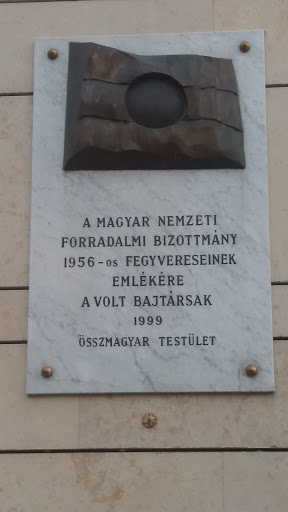 A MAGYAR NEMZETI
FORRADALMI BIZOTTMÁNY
1956-OS FEGYVERESEINEK
EMLÉKÉRE
A VOLT BAJTÁRSAK
1999
ÖSSZMAGYAR TESTÜLET